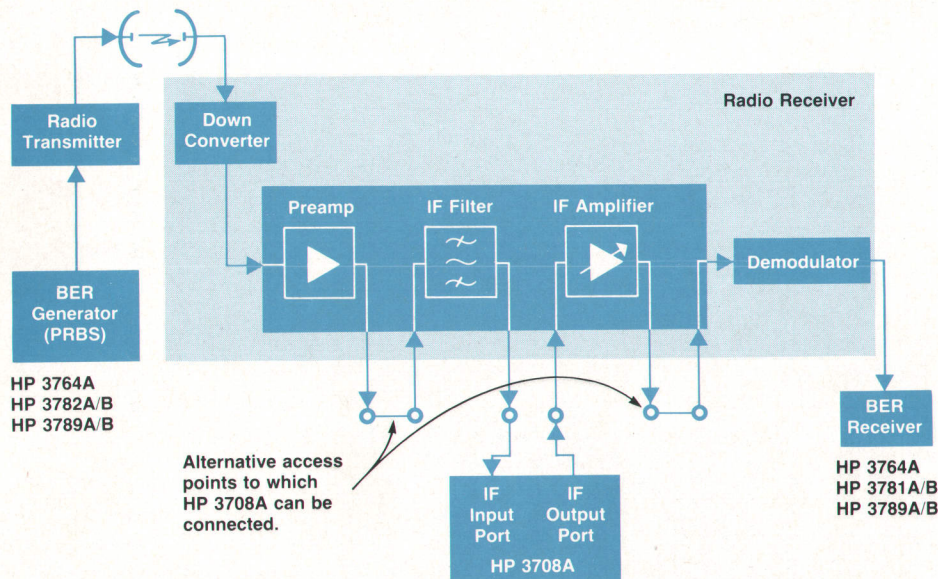 Radio Receiver
Radio
Transmitter
Down
Converter
Preamp
IF Filter
IF Amplifier
Demodulator
BER
Generator
(PRBS)
HP 3764A
HP 3782A/B
HP 3789A/B
BER
Receiver
HP 3764A
HP 3781A/B
HP 3789A/B
Alternative access
points to which
HP 3708A can be
connected.
IF
Input
Port
IF
Output
Port
HP 3708A